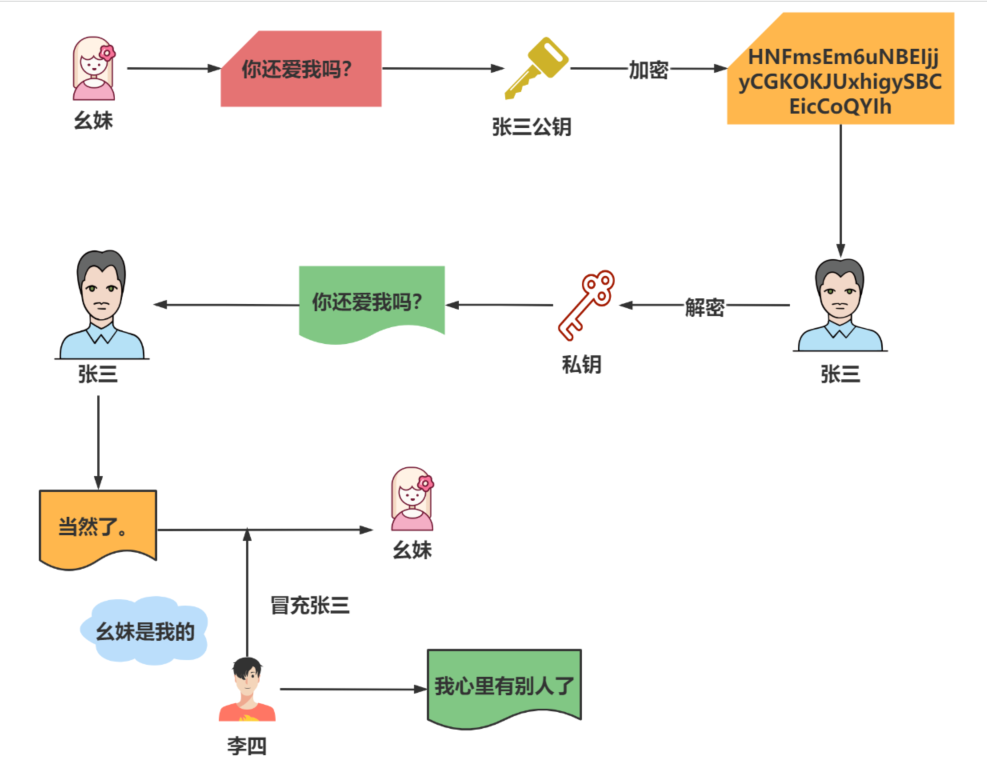 你还爱我吗？
幺妹
张三公钥
加密
HNFmsEm6uNBEIjj
yCGKOKJUxhigySBC
EicCoQYIh
你还爱我吗？
解密
张三
私钥
张三
当然了。
幺妹
冒充张三
幺妹是我的
我心里有别人了
李四